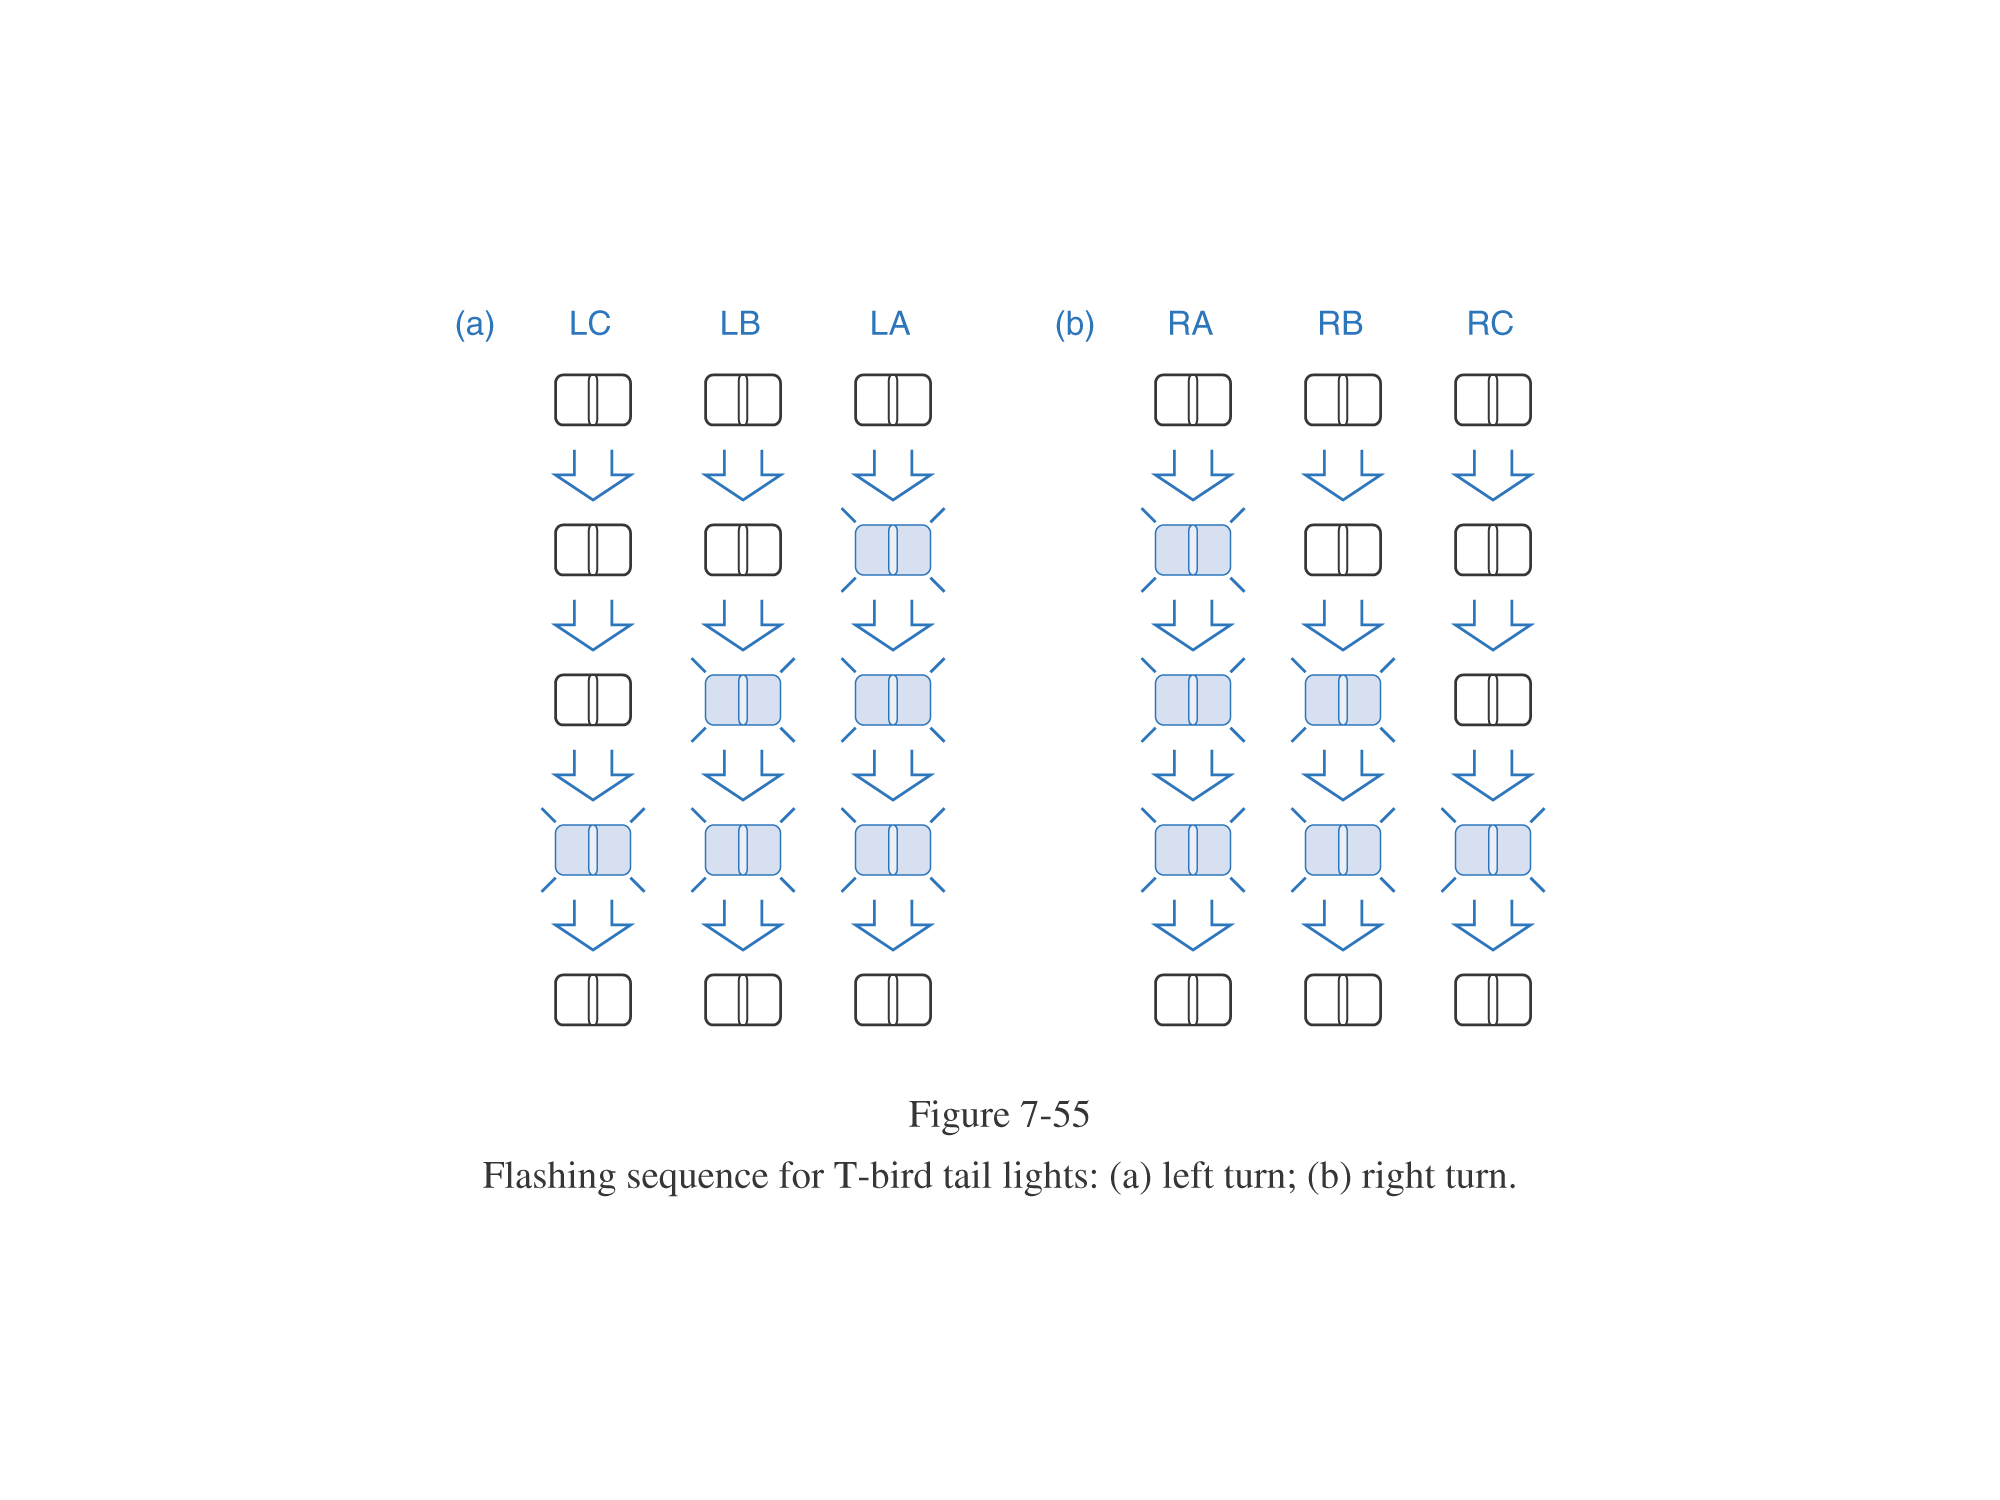 (a) LC LB LA (b) RA RB RC
Figure 7-55
Flashing sequence for T-bird tail lights: (a) left turn; (b) right turn.